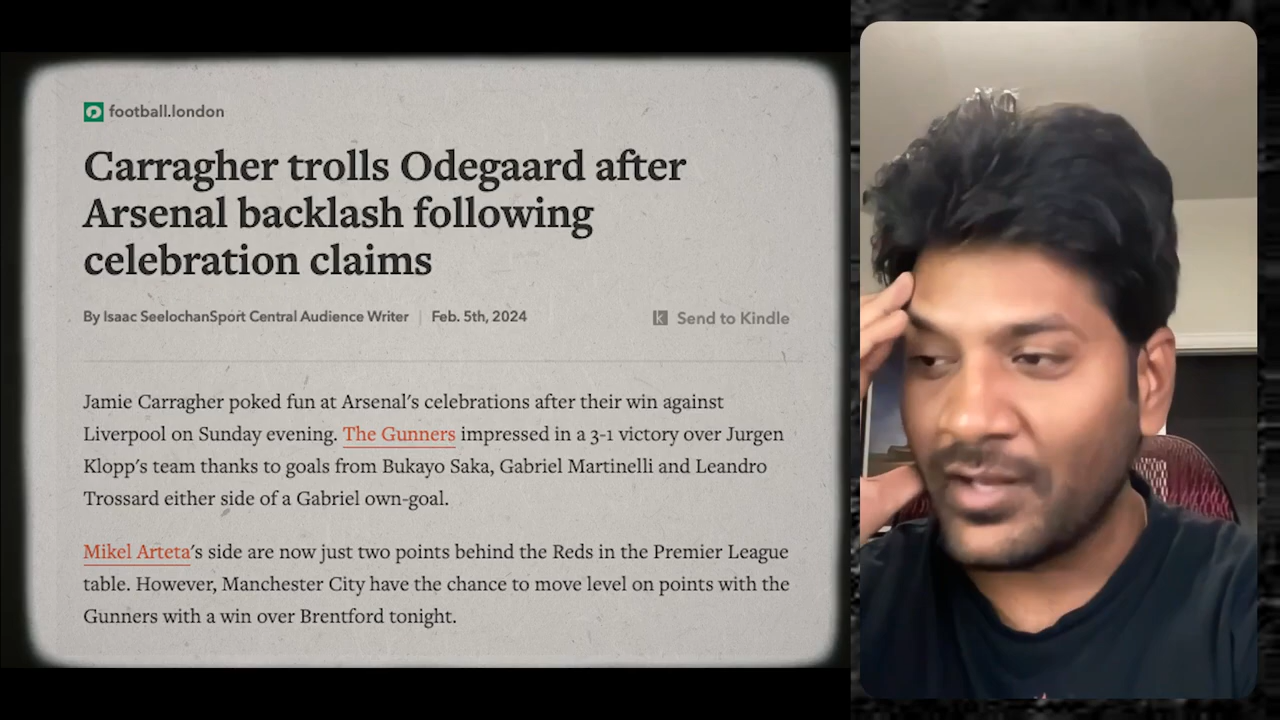 football.london
Carragher trolls Odegaard after
Arsenal backlash following
celebration claims
By Isaac SeelochanSport Central Audience Writer | Feb. 5th, 2024
Send to Kindle
Jamie Carragher poked fun at Arsenal's celebrations after their win against
Liverpool on Sunday evening. The Gunners impressed in a 3-1 victory over Jurgen
Klopp's team thanks to goals from Bukayo Saka, Gabriel Martinelli and Leandro
Trossard either side of a Gabriel own-goal.
Mikel Arteta's side are now just two points behind the Reds in the Premier League
table. However, Manchester City have the chance to move level on points with the
Gunners with a win over Brentford tonight.